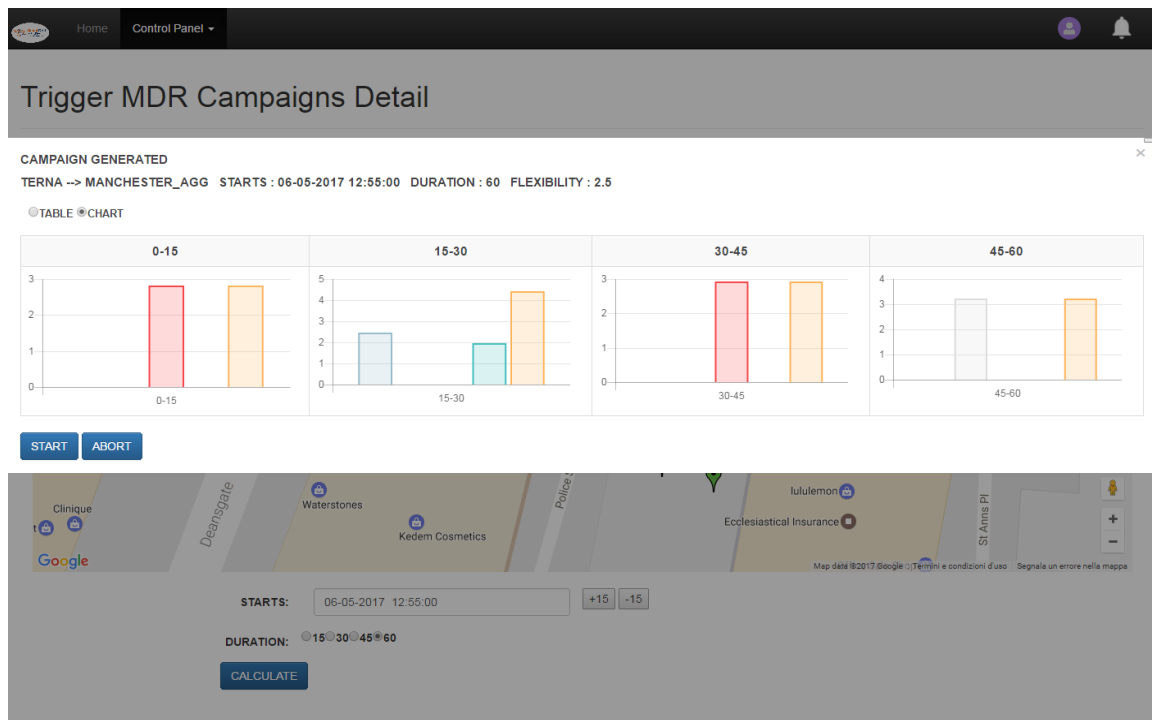 Home Control Panel
Trigger MDR Campaigns Detail
×
CAMPAIGN GENERATED
TERNA --> MANCHESTER_AGG STARTS : 06-05-2017 12:55:00 DURATION : 60 FLEXIBILITY : 2.5
TABLE CHART
0-15 15-30 30-45 45-60
3
2
1
0
0-15
5
4
3
2
1
0
15-30
3
2
1
0
30-45
4
3
2
1
0
45-60
START ABORT
Clinique
Deansgate
Waterstones
Kedem Cosmetics
Police
lululemon
Ecclesiastical Insurance
St Anns Pl
+
−
Google
Map data ©2017 Google Termini e condizioni d'uso Segnala un errore nella mappa
STARTS: 06-05-2017 12:55:00 +15 -15
DURATION: 15 30 45 60
CALCULATE